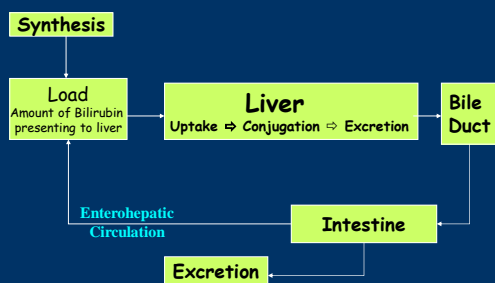 Synthesis
Load
Amount of Bilirubin
presenting to liver
Liver
Uptake ⇨ Conjugation ⇨ Excretion
Bile
Duct
Enterohepatic
Circulation
Intestine
Excretion